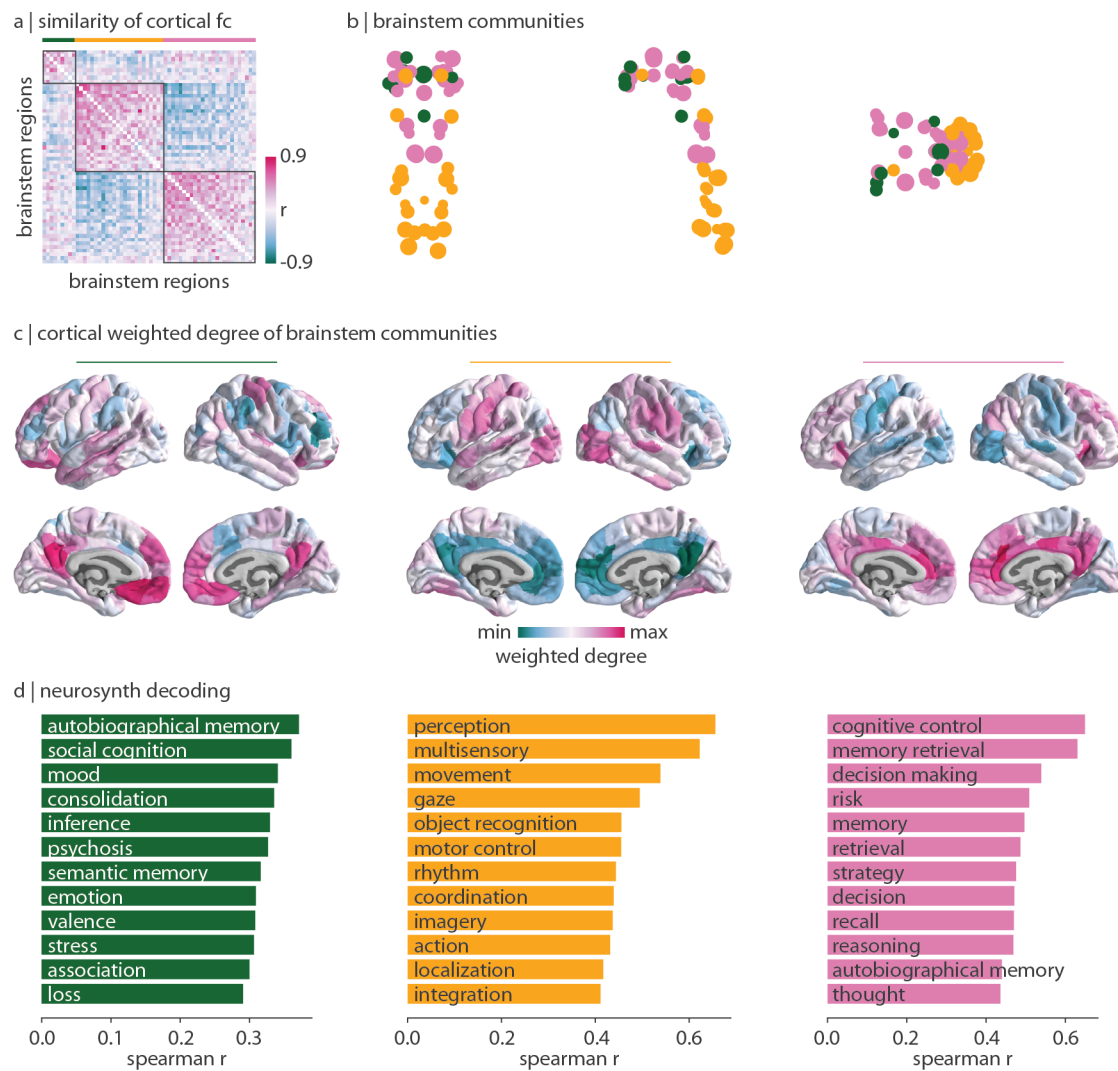 a | similarity of cortical fc
brainstem regions
0.9
r
-0.9
brainstem regions
b | brainstem communities
c | cortical weighted degree of brainstem communities
min max
weighted degree
d | neurosynth decoding
autobiographical memory
social cognition
mood
consolidation
inference
psychosis
semantic memory
emotion
valence
stress
association
loss
0.0 0.1 0.2 0.3
spearman r
perception
multisensory
movement
gaze
object recognition
motor control
rhythm
coordination
imagery
action
localization
integration
0.0 0.2 0.4 0.6
spearman r
cognitive control
memory retrieval
decision making
risk
memory
retrieval
strategy
decision
recall
reasoning
autobiographical memory
thought
0.0 0.2 0.4 0.6
spearman r